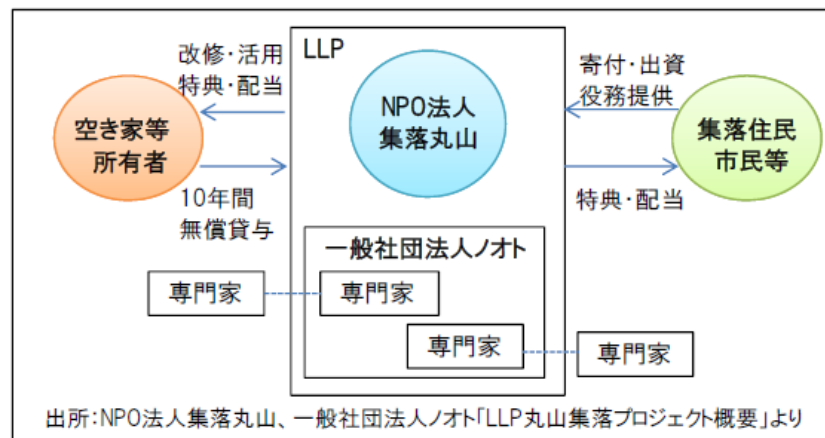 LLP
改修・活用
特典・配当
空き家等
所有者
10年間
無償貸与
NPO法人
集落丸山
寄付・出資
役務提供
集落住民
市民等
特典・配当
一般社団法人ノオト
専門家
専門家
専門家
専門家
出所：NPO法人集落丸山、一般社団法人ノオト「LLP丸山集落プロジェクト概要」より